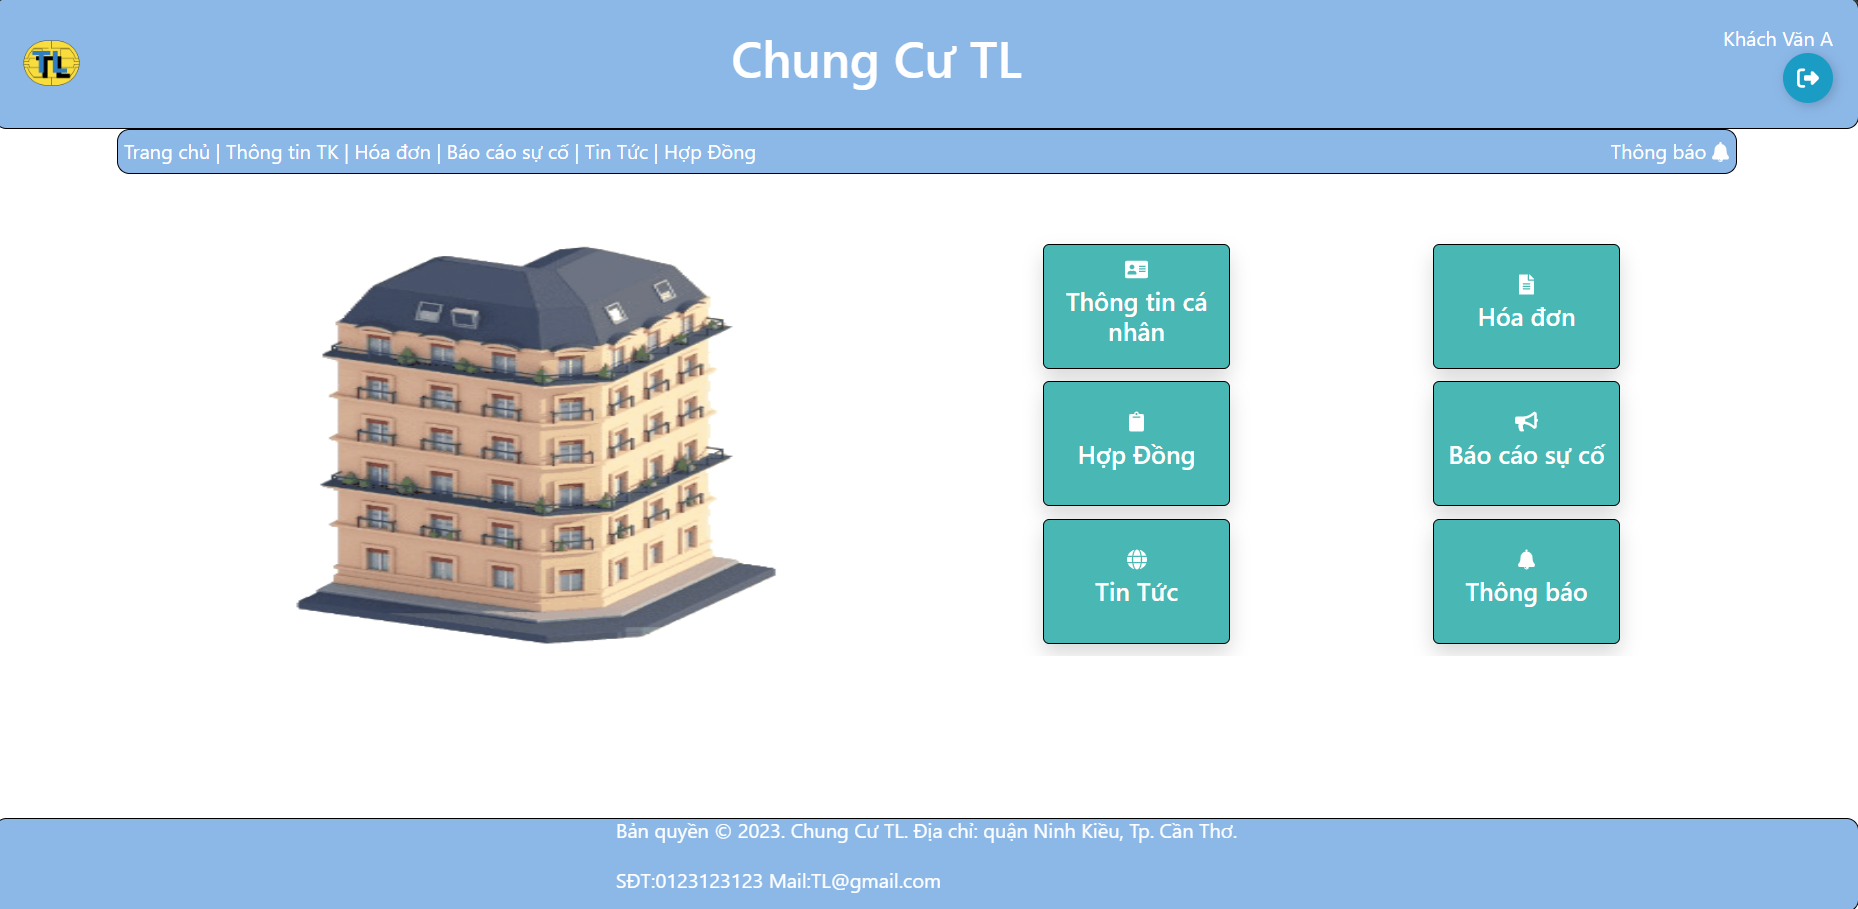 TL
Chung Cư TL
Khách Văn A
Trang chủ | Thông tin TK | Hóa đơn | Báo cáo sự cố | Tin Tức | Hợp Đồng
Thông báo
Thông tin cá
nhân
Hóa đơn
Hợp Đồng
Báo cáo sự cố
Tin Tức
Thông báo
Bản quyền © 2023. Chung Cư TL. Địa chỉ: quận Ninh Kiều, Tp. Cần Thơ.
SĐT:0123123123 Mail:TL@gmail.com